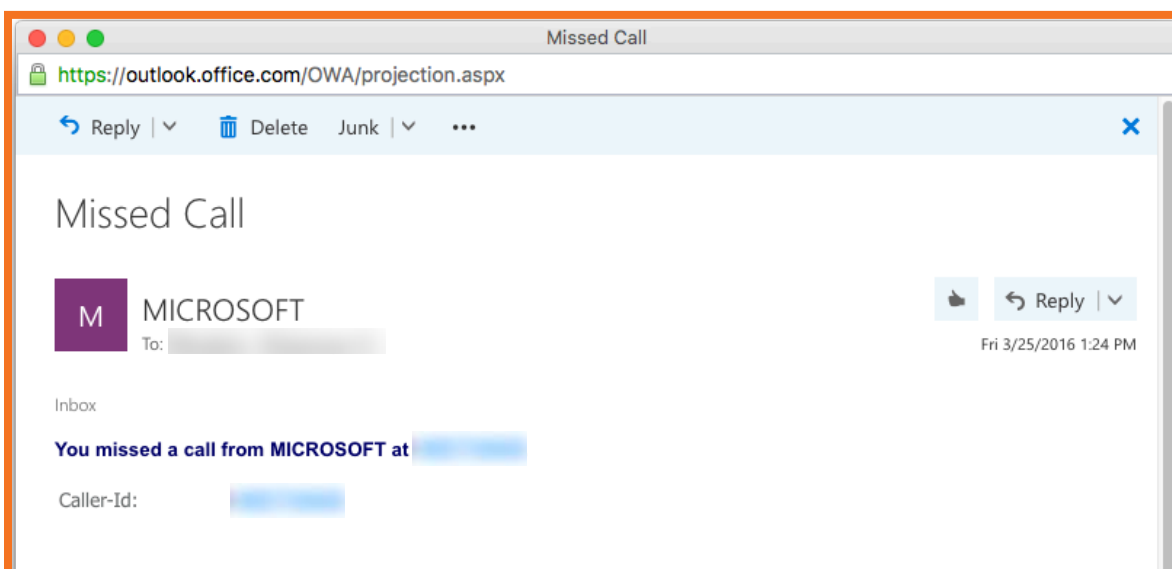 Missed Call
https://outlook.office.com/OWA/projection.aspx
Reply Delete Junk
Missed Call
M
MICROSOFT
Reply
To:
Fri 3/25/2016 1:24 PM
Inbox
You missed a call from MICROSOFT at
Caller-Id: